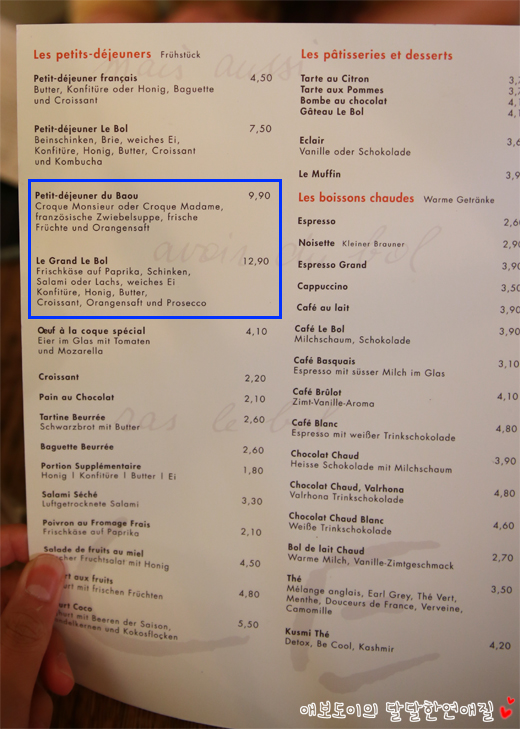 Les petits-déjeuners Frühstück
Petit-déjeuner français 4,50
Butter, Konfitüre oder Honig, Baguette
und Croissant
Petit-déjeuner Le Bol 7,50
Beinschinken, Brie, weiches Ei,
Konfitüre, Honig, Butter, Croissant
und Kombucha
Petit-déjeuner du Baou 9,90
Croque Monsieur oder Croque Madame,
französische Zwiebelsuppe, frische
Früchte und Orangensaft
Le Grand Le Bol 12,90
Frischkäse auf Paprika, Schinken,
Salami oder Lachs, weiches Ei
Konfitüre, Honig, Butter,
Croissant, Orangensaft und Prosecco
Œuf à la coque spécial 4,10
Eier im Glas mit Tomaten
und Mozarella
Croissant 2,20
Pain au Chocolat 2,10
Tartine Beurrée 2,60
Schwarzbrot mit Butter
Baguette Beurrée 2,60
Portion Supplémentaire 1,80
Honig | Konfitüre | Butter | Ei
Salami Séché 3,30
Luftgetrocknete Salami
Poivron au Fromage Frais 2,10
Frischkäse auf Paprika
Salade de fruits au miel 4,50
Fruchtsalat mit Honig
aux fruits 4,80
mit frischen Früchten
Coco 5,50
mit Beeren der Saison,
und Kokosflocken
Les pâtisseries et desserts
Tarte au Citron
Tarte aux Pommes
Bombe au chocolat
Gâteau Le Bol
Eclair
Vanille oder Schokolade
Le Muffin
Les boissons chaudes Warme Getränke
Espresso 2,60
Noisette Kleiner Brauner 2,90
Espresso Grand 3,90
Cappuccino 3,50
Café au lait 3,90
Café Le Bol 3,90
Milchschaum, Schokolade
Café Basquais 3,10
Espresso mit süsser Milch im Glas
Café Brûlot 4,10
Zimt-Vanille-Aroma
Café Blanc 4,80
Espresso mit weißer Trinkschokolade
Chocolat Chaud 3,90
Heisse Schokolade mit Milchschaum
Chocolat Chaud, Valrhona 4,80
Valrhona Trinkschokolade
Chocolat Chaud Blanc 4,60
Weiße Trinkschokolade
Bol de lait Chaud 2,70
Warme Milch, Vanille-Zimtgeschmack
Thé 3,50
Mélange anglais, Earl Grey, Thé Vert,
Menthe, Douceurs de France, Verveine,
Camomille
Kusmi Thé 4,20
Detox, Be Cool, Kashmir
애보도이의 달달한연애질